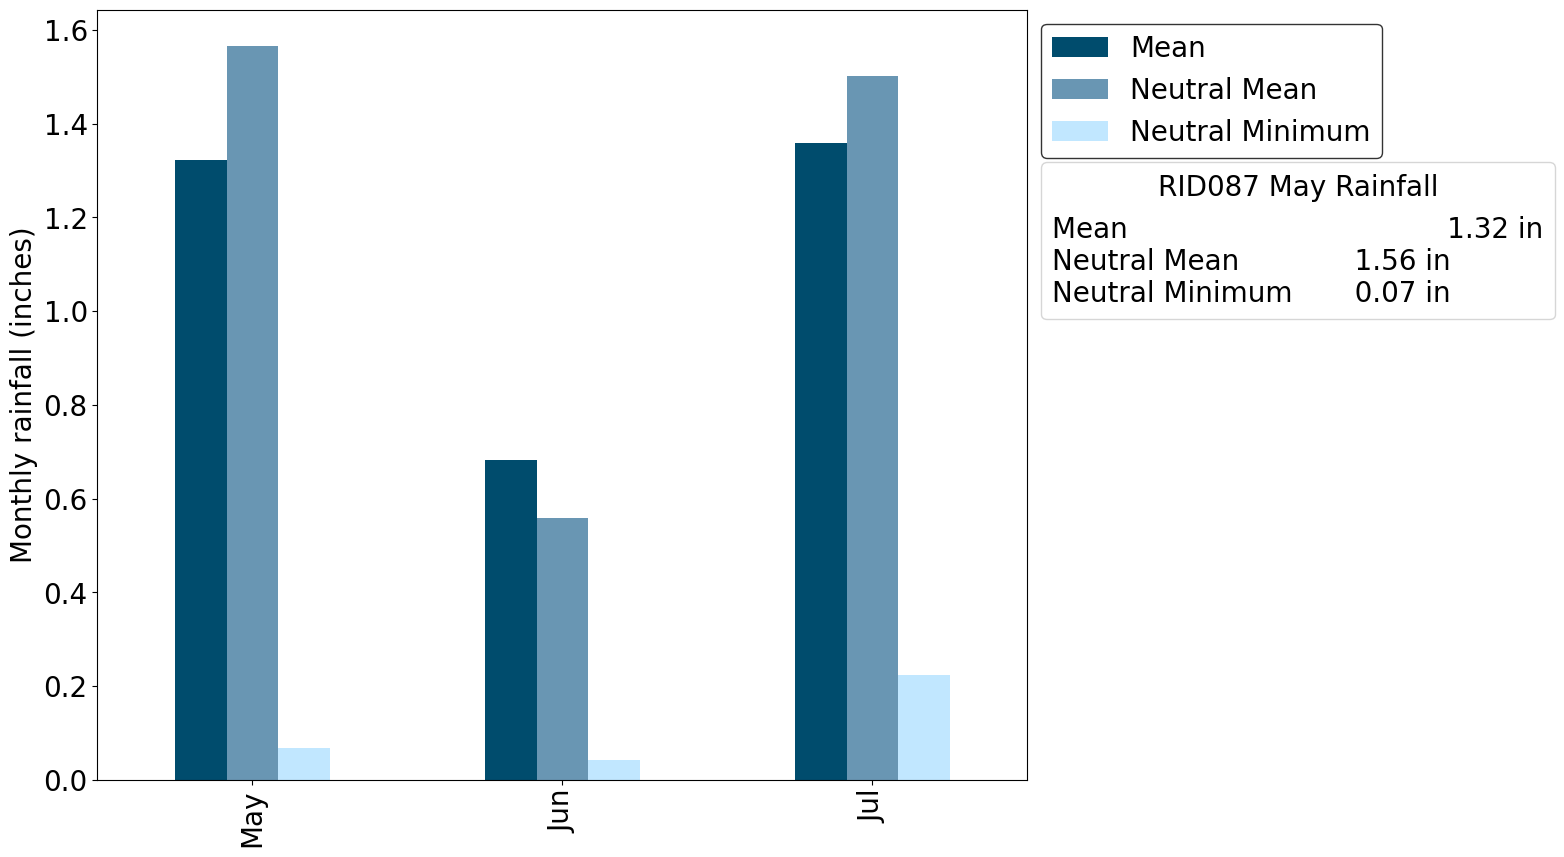 1.6
1.4
1.2
1.0
0.8
0.6
0.4
0.2
0.0
Monthly rainfall (inches)
May
Jun
Jul
Mean
Neutral Mean
Neutral Minimum
RID087 May Rainfall
Mean 1.32 in
Neutral Mean 1.56 in
Neutral Minimum 0.07 in